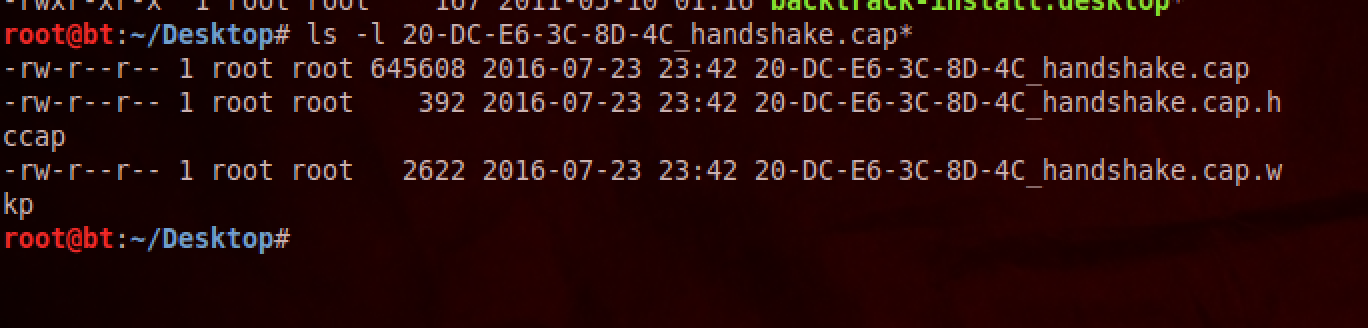 -rwxr-xr-x 1 root root 167 2011-05-10 01:16 backtrack-install.desktop*
root@bt:~/Desktop# ls -l 20-DC-E6-3C-8D-4C_handshake.cap*
-rw-r--r-- 1 root root 645608 2016-07-23 23:42 20-DC-E6-3C-8D-4C_handshake.cap
-rw-r--r-- 1 root root    392 2016-07-23 23:42 20-DC-E6-3C-8D-4C_handshake.cap.h
ccap
-rw-r--r-- 1 root root   2622 2016-07-23 23:42 20-DC-E6-3C-8D-4C_handshake.cap.w
kp
root@bt:~/Desktop#